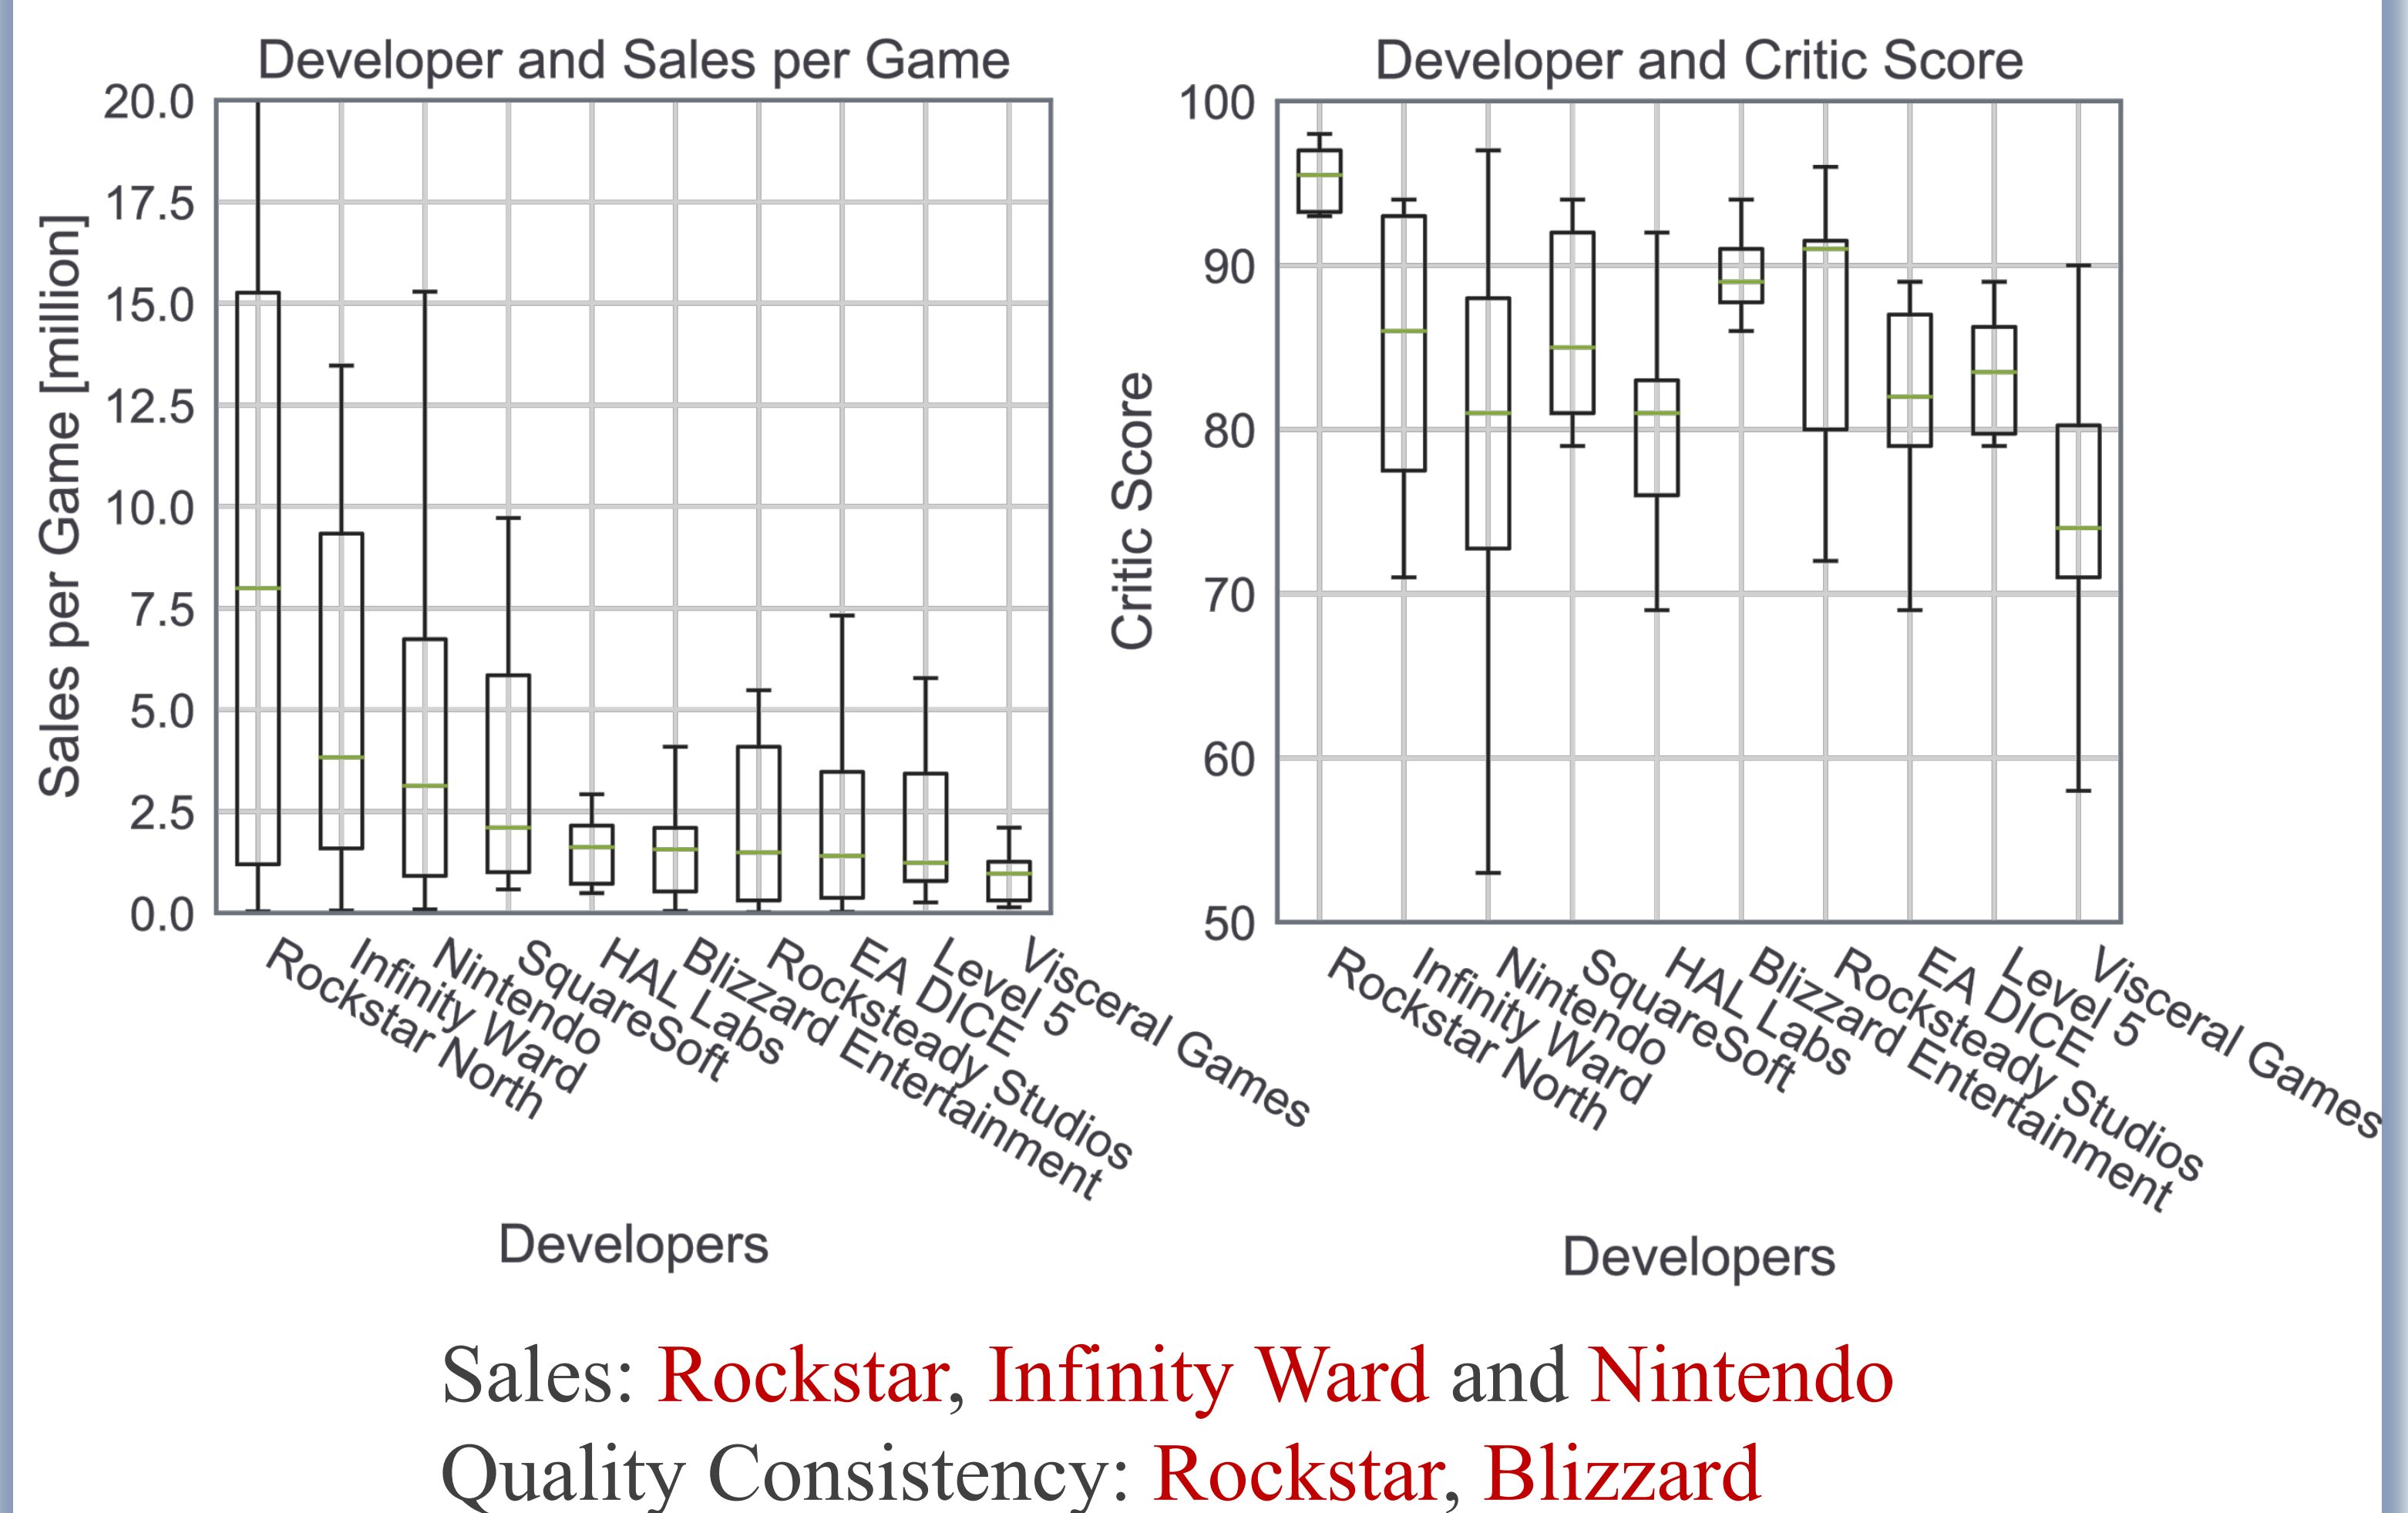 Developer and Sales per Game
Sales per Game [million]
20.0
17.5
15.0
12.5
10.0
7.5
5.0
2.5
0.0
Rockstar North
Infinity Ward
Nintendo
SquareSoft
HAL Labs
Blizzard Entertainment
Rocksteady Studios
EA DICE
Level 5
Visceral Games
Developers
Developer and Critic Score
Critic Score
100
90
80
70
60
50
Rockstar North
Infinity Ward
Nintendo
SquareSoft
HAL Labs
Blizzard Entertainment
Rocksteady Studios
EA DICE
Level 5
Visceral Games
Developers
Sales: Rockstar, Infinity Ward and Nintendo
Quality Consistency: Rockstar, Blizzard